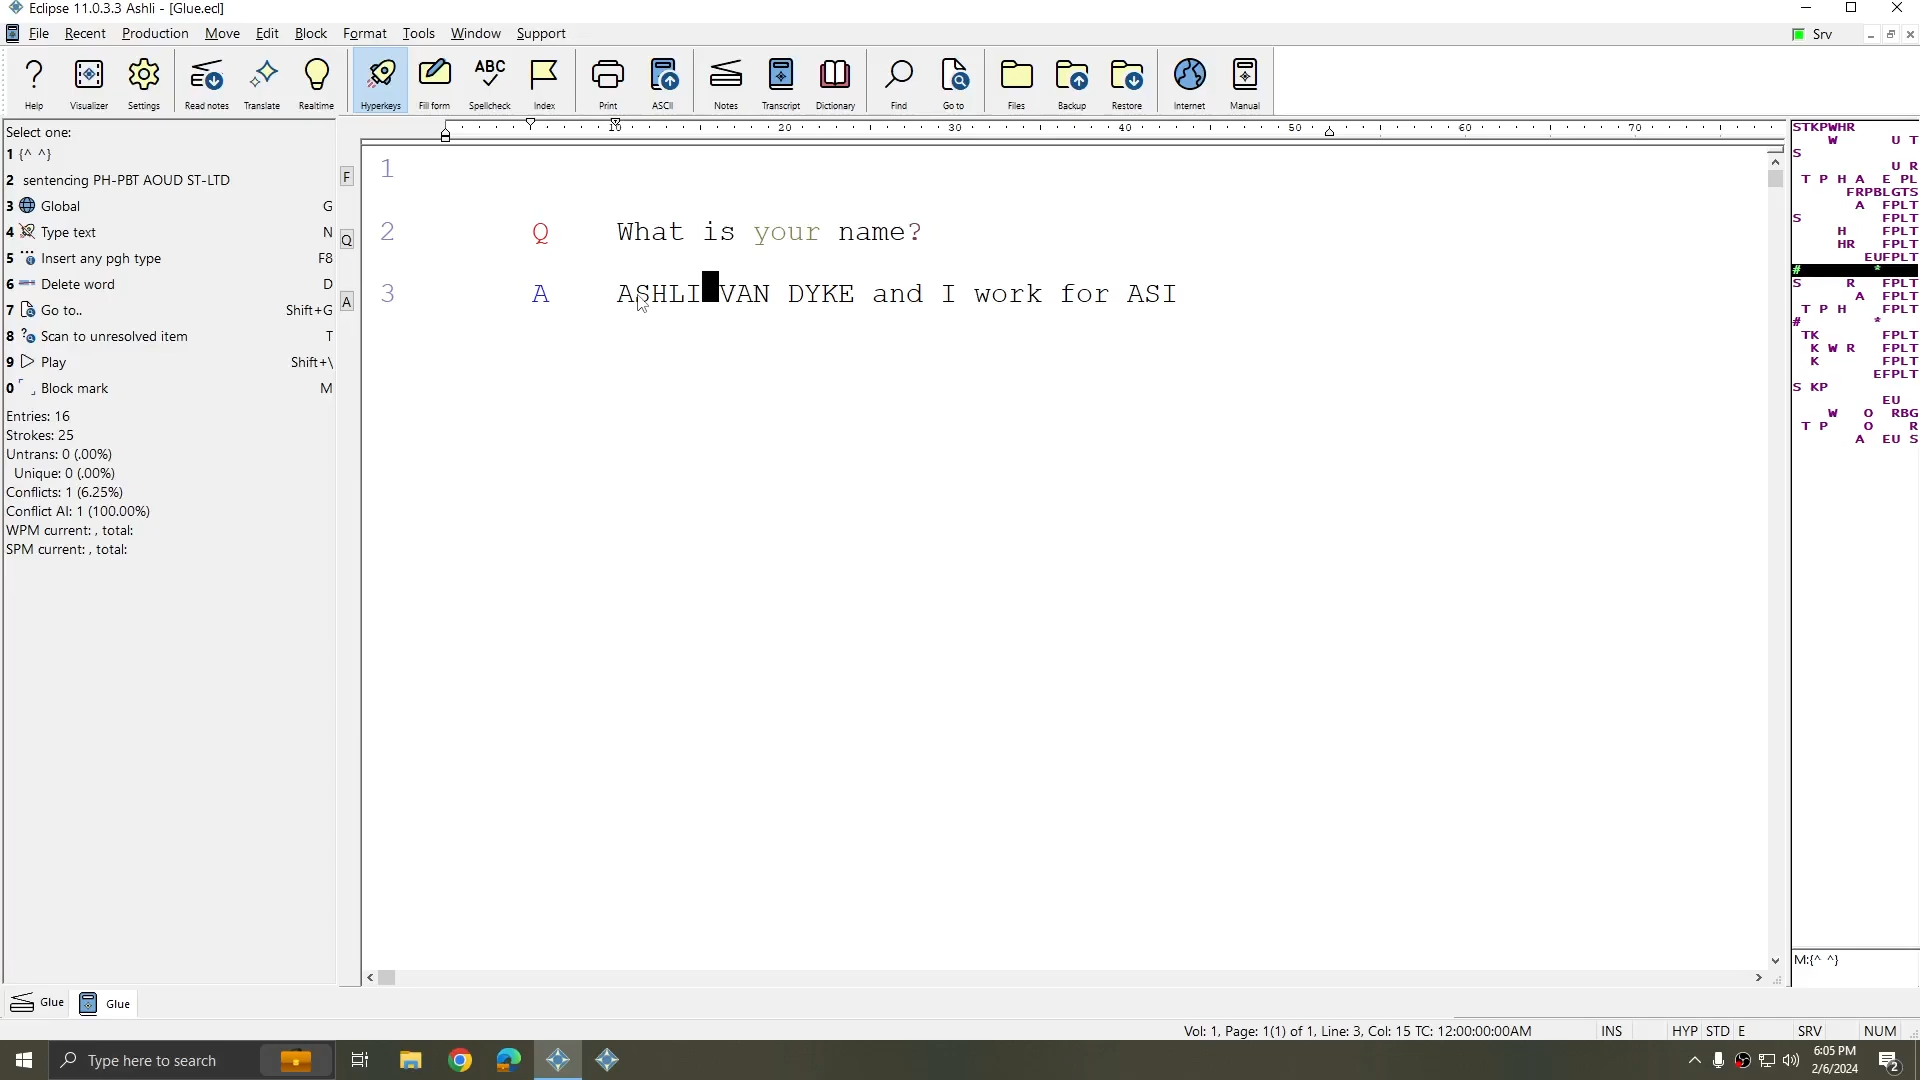 Eclipse 11.0.3.3 Ashli - [Glue.ecl]
File Recent Production Move Edit Block Format Tools Window Support
Srv
Help Visualizer Settings Read notes Translate Realtime Hyperkeys Fill form Spellcheck Index Print ASCII Notes Transcript Dictionary Find Go to Files Backup Restore Internet Manual
ABC
Select one:
1 {^ ^}
2 sentencing PH-PBT AOUD ST-LTD
3 Global G
4 Type text N
5 Insert any pgh type F8
6 Delete word D
7 Go to.. Shift+G
8 Scan to unresolved item T
9 Play Shift+\
0 Block mark M
Entries: 16
Strokes: 25
Untrans: 0 (.00%)
Unique: 0 (.00%)
Conflicts: 1 (6.25%)
Conflict AI: 1 (100.00%)
WPM current: , total:
SPM current: , total:
F
Q
A
10 20 30 40 50 60 70
1
2 Q What is your name?
3 A ASHLI VAN DYKE and I work for ASI
STKPWHR
W U T
S
U R
T P H A E PL
FRPBLGTS
A FPLT
S FPLT
H FPLT
HR FPLT
EUFPLT
# *
S R FPLT
A FPLT
T P H FPLT
# *
TK FPLT
K W R FPLT
K FPLT
EFPLT
S KP
EU
W O RBG
T P O R
A EU S
M:{^ ^}
Glue Glue
Vol: 1, Page: 1(1) of 1, Line: 3, Col: 15 TC: 12:00:00:00AM INS HYP STD E SRV NUM
Type here to search
6:05 PM
2/6/2024
2